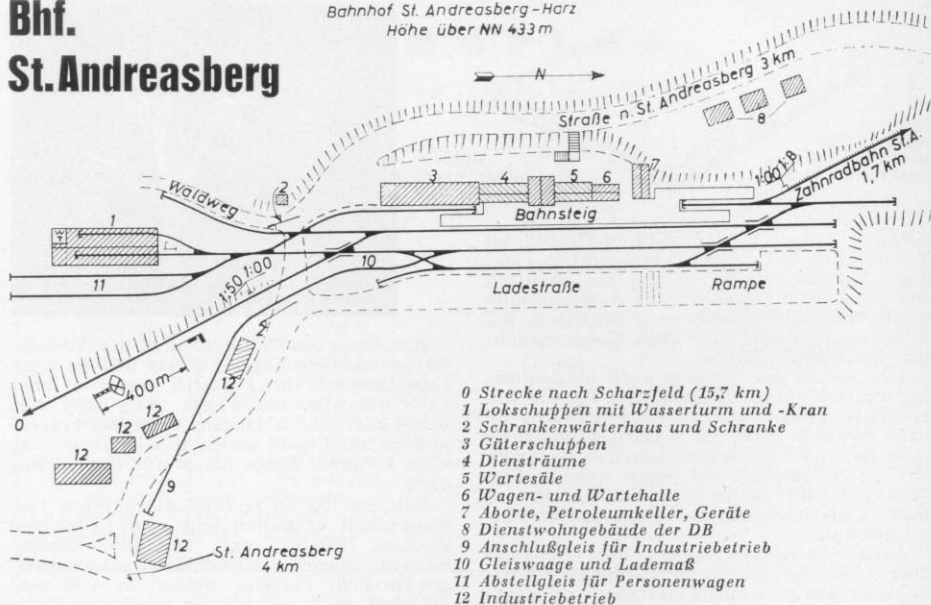 Bhf.
St. Andreasberg
Bahnhof St. Andreasberg-Harz
Höhe über NN 433 m
N
Straße n. St. Andreasberg 3 km
8
Waldweg
2
3
4
5
6
7
1:∞
1:8
Zahnradbahn St.A.
1,7 km
1
Bahnsteig
10
11
1:50
1:∞
Ladestraße
Rampe
2
12
400 m
0
12
12
12
9
12
St. Andreasberg
4 km
0 Strecke nach Scharzfeld (15,7 km)
1 Lokschuppen mit Wasserturm und -Kran
2 Schrankenwärterhaus und Schranke
3 Güterschuppen
4 Diensträume
5 Wartesäle
6 Wagen- und Wartehalle
7 Aborte, Petroleumkeller, Geräte
8 Dienstwohngebäude der DB
9 Anschlußgleis für Industriebetrieb
10 Gleiswaage und Lademaß
11 Abstellgleis für Personenwagen
12 Industriebetrieb